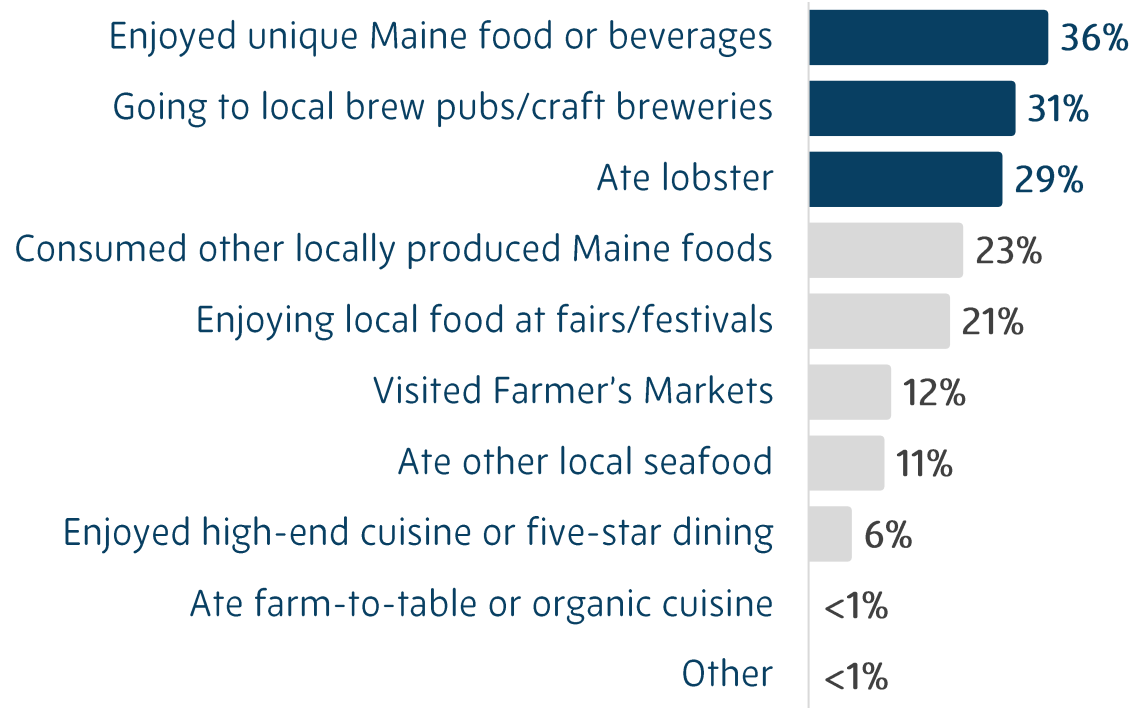 Enjoyed unique Maine food or beverages 36%
Going to local brew pubs/craft breweries 31%
Ate lobster 29%
Consumed other locally produced Maine foods 23%
Enjoying local food at fairs/festivals 21%
Visited Farmer’s Markets 12%
Ate other local seafood 11%
Enjoyed high-end cuisine or five-star dining 6%
Ate farm-to-table or organic cuisine <1%
Other <1%